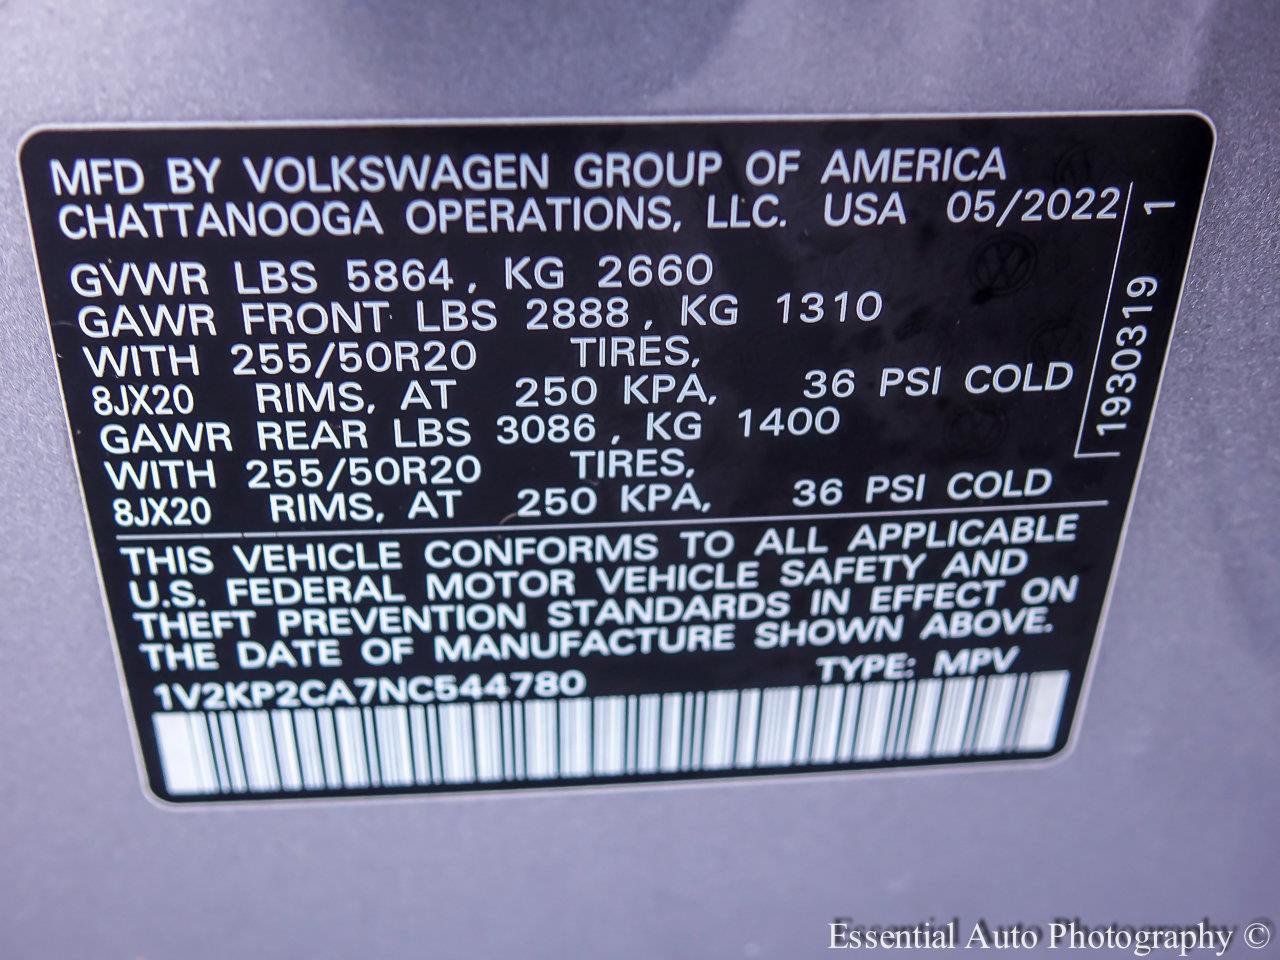 MFD BY VOLKSWAGEN GROUP OF AMERICA
CHATTANOOGA OPERATIONS, LLC. USA 05/2022
GVWR LBS 5864, KG 2660
GAWR FRONT LBS 2888, KG 1310
WITH 255/50R20 TIRES,
8JX20 RIMS, AT 250 KPA, 36 PSI COLD
GAWR REAR LBS 3086, KG 1400
WITH 255/50R20 TIRES,
8JX20 RIMS, AT 250 KPA, 36 PSI COLD
1930319 1
THIS VEHICLE CONFORMS TO ALL APPLICABLE
U.S. FEDERAL MOTOR VEHICLE SAFETY AND
THEFT PREVENTION STANDARDS IN EFFECT ON
THE DATE OF MANUFACTURE SHOWN ABOVE.
1V2KP2CA7NC544780 TYPE: MPV
Essential Auto Photography ©